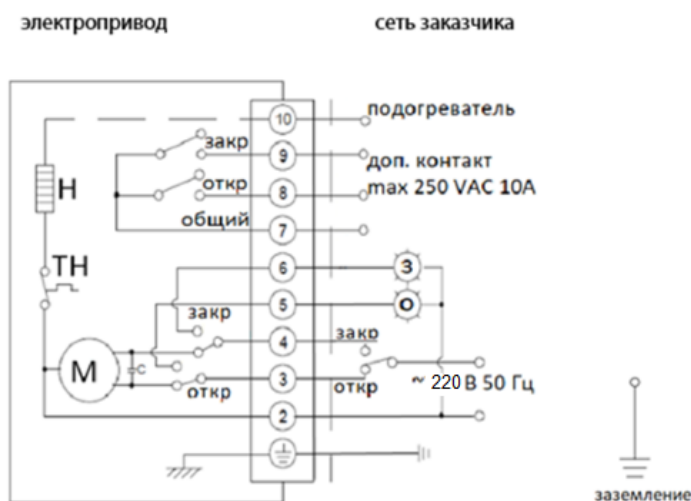 электропривод сеть заказчика
10 подогреватель
закр 9 доп. контакт
откр 8 max 250 VAC 10A
H
общий 7
TH
6 З
5 О
закр 4 закр
M C
откр 3 откр ~ 220 В 50 Гц
2
заземление